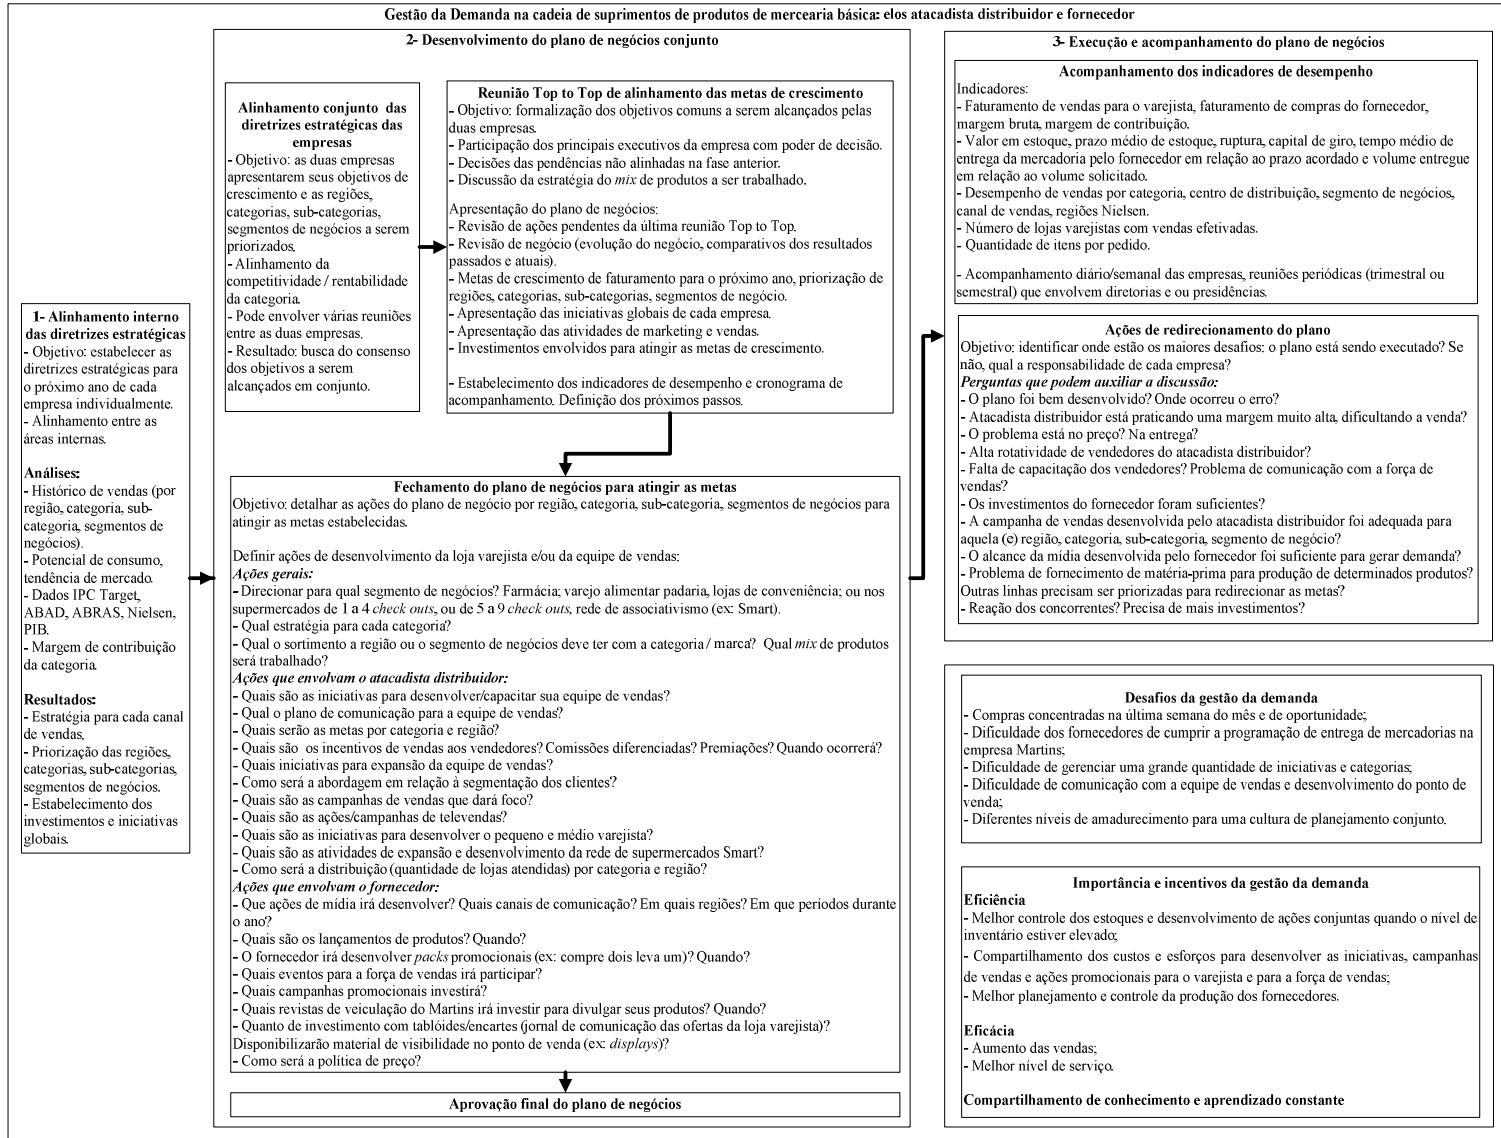 Gestão da Demanda na cadeia de suprimentos de produtos de mercearia básica: elos atacadista distribuidor e fornecedor
1- Alinhamento interno
das diretrizes estratégicas
- Objetivo: estabelecer as
diretrizes estratégicas para
o próximo ano de cada
empresa individualmente.
- Alinhamento entre as
áreas internas.
Análises:
- Histórico de vendas (por
região, categoria, sub-
categoria, segmentos de
negócios).
- Potencial de consumo,
tendência de mercado.
- Dados IPC Target,
ABAD, ABRAS, Nielsen,
PIB.
- Margem de contribuição
da categoria.
Resultados:
- Estratégia para cada canal
de vendas.
- Priorização das regiões,
categorias, sub-categorias,
segmentos de negócios.
- Estabelecimento dos
investimentos e iniciativas
globais.
2- Desenvolvimento do plano de negócios conjunto
Alinhamento conjunto das
diretrizes estratégicas das
empresas
- Objetivo: as duas empresas
apresentarem seus objetivos de
crescimento e as regiões,
categorias, sub-categorias,
segmentos de negócios a serem
priorizados.
- Alinhamento da
competitividade / rentabilidade
da categoria.
- Pode envolver várias reuniões
entre as duas empresas.
- Resultado: busca do consenso
dos objetivos a serem
alcançados em conjunto.
Reunião Top to Top de alinhamento das metas de crescimento
- Objetivo: formalização dos objetivos comuns a serem alcançados pelas
duas empresas.
- Participação dos principais executivos da empresa com poder de decisão.
- Decisões das pendências não alinhadas na fase anterior.
- Discussão da estratégia do mix de produtos a ser trabalhado.
Apresentação do plano de negócios:
- Revisão de ações pendentes da última reunião Top to Top.
- Revisão de negócio (evolução do negócio, comparativos dos resultados
passados e atuais).
- Metas de crescimento de faturamento para o próximo ano, priorização de
regiões, categorias, sub-categorias, segmentos de negócio.
- Apresentação das iniciativas globais de cada empresa.
- Apresentação das atividades de marketing e vendas.
- Investimentos envolvidos para atingir as metas de crescimento.
- Estabelecimento dos indicadores de desempenho e cronograma de
acompanhamento. Definição dos próximos passos.
Fechamento do plano de negócios para atingir as metas
Objetivo: detalhar as ações do plano de negócio por região, categoria, sub-categoria, segmentos de negócios para
atingir as metas estabelecidas.
Definir ações de desenvolvimento da loja varejista e/ou da equipe de vendas:
Ações gerais:
- Direcionar para qual segmento de negócios? Farmácia; varejo alimentar padaria, lojas de conveniência; ou nos
supermercados de 1 a 4 check outs, ou de 5 a 9 check outs, rede de associativismo (ex: Smart).
- Qual estratégia para cada categoria?
- Qual o sortimento a região ou o segmento de negócios deve ter com a categoria / marca? Qual mix de produtos
será trabalhado?
Ações que envolvam o atacadista distribuidor:
- Quais são as iniciativas para desenvolver/capacitar sua equipe de vendas?
- Qual o plano de comunicação para a equipe de vendas?
- Quais serão as metas por categoria e região?
- Quais são os incentivos de vendas aos vendedores? Comissões diferenciadas? Premiações? Quando ocorrerá?
- Quais iniciativas para expansão da equipe de vendas?
- Como será a abordagem em relação à segmentação dos clientes?
- Quais são as campanhas de vendas que dará foco?
- Quais são as ações/campanhas de televendas?
- Quais são as iniciativas para desenvolver o pequeno e médio varejista?
- Quais são as atividades de expansão e desenvolvimento da rede de supermercados Smart?
- Como será a distribuição (quantidade de lojas atendidas) por categoria e região?
Ações que envolvam o fornecedor:
- Que ações de mídia irá desenvolver? Quais canais de comunicação? Em quais regiões? Em que períodos durante
o ano?
- Quais são os lançamentos de produtos? Quando?
- O fornecedor irá desenvolver packs promocionais (ex: compre dois leva um)? Quando?
- Quais eventos para a força de vendas irá participar?
- Quais campanhas promocionais investirá?
- Quais revistas de veiculação do Martins irá investir para divulgar seus produtos? Quando?
- Quanto de investimento com tablóides/encartes (jornal de comunicação das ofertas da loja varejista)?
Disponibilizarão material de visibilidade no ponto de venda (ex: displays)?
- Como será a política de preço?
Aprovação final do plano de negócios
3- Execução e acompanhamento do plano de negócios
Acompanhamento dos indicadores de desempenho
Indicadores:
- Faturamento de vendas para o varejista, faturamento de compras do fornecedor,
margem bruta, margem de contribuição.
- Valor em estoque, prazo médio de estoque, ruptura, capital de giro, tempo médio de
entrega da mercadoria pelo fornecedor em relação ao prazo acordado e volume entregue
em relação ao volume solicitado.
- Desempenho de vendas por categoria, centro de distribuição, segmento de negócios,
canal de vendas, regiões Nielsen.
- Número de lojas varejistas com vendas efetivadas.
- Quantidade de itens por pedido.
- Acompanhamento diário/semanal das empresas, reuniões periódicas (trimestral ou
semestral) que envolvem diretorias e ou presidências.
Ações de redirecionamento do plano
Objetivo: identificar onde estão os maiores desafios: o plano está sendo executado? Se
não, qual a responsabilidade de cada empresa?
Perguntas que podem auxiliar a discussão:
- O plano foi bem desenvolvido? Onde ocorreu o erro?
- Atacadista distribuidor está praticando uma margem muito alta, dificultando a venda?
- O problema está no preço? Na entrega?
- Alta rotatividade de vendedores do atacadista distribuidor?
- Falta de capacitação dos vendedores? Problema de comunicação com a força de
vendas?
- Os investimentos do fornecedor foram suficientes?
- A campanha de vendas desenvolvida pelo atacadista distribuidor foi adequada para
aquela (e) região, categoria, sub-categoria, segmento de negócio?
- O alcance da mídia desenvolvida pelo fornecedor foi suficiente para gerar demanda?
- Problema de fornecimento de matéria-prima para produção de determinados produtos?
Outras linhas precisam ser priorizadas para redirecionar as metas?
- Reação dos concorrentes? Precisa de mais investimentos?
Desafios da gestão da demanda
- Compras concentradas na última semana do mês e de oportunidade;
- Dificuldade dos fornecedores de cumprir a programação de entrega de mercadorias na
empresa Martins;
- Dificuldade de gerenciar uma grande quantidade de iniciativas e categorias;
- Dificuldade de comunicação com a equipe de vendas e desenvolvimento do ponto de
venda;
- Diferentes níveis de amadurecimento para uma cultura de planejamento conjunto.
Importância e incentivos da gestão da demanda
Eficiência
- Melhor controle dos estoques e desenvolvimento de ações conjuntas quando o nível de
inventário estiver elevado;
- Compartilhamento dos custos e esforços para desenvolver as iniciativas, campanhas
de vendas e ações promocionais para o varejista e para a força de vendas;
- Melhor planejamento e controle da produção dos fornecedores.
Eficácia
- Aumento das vendas;
- Melhor nível de serviço.
Compartilhamento de conhecimento e aprendizado constante